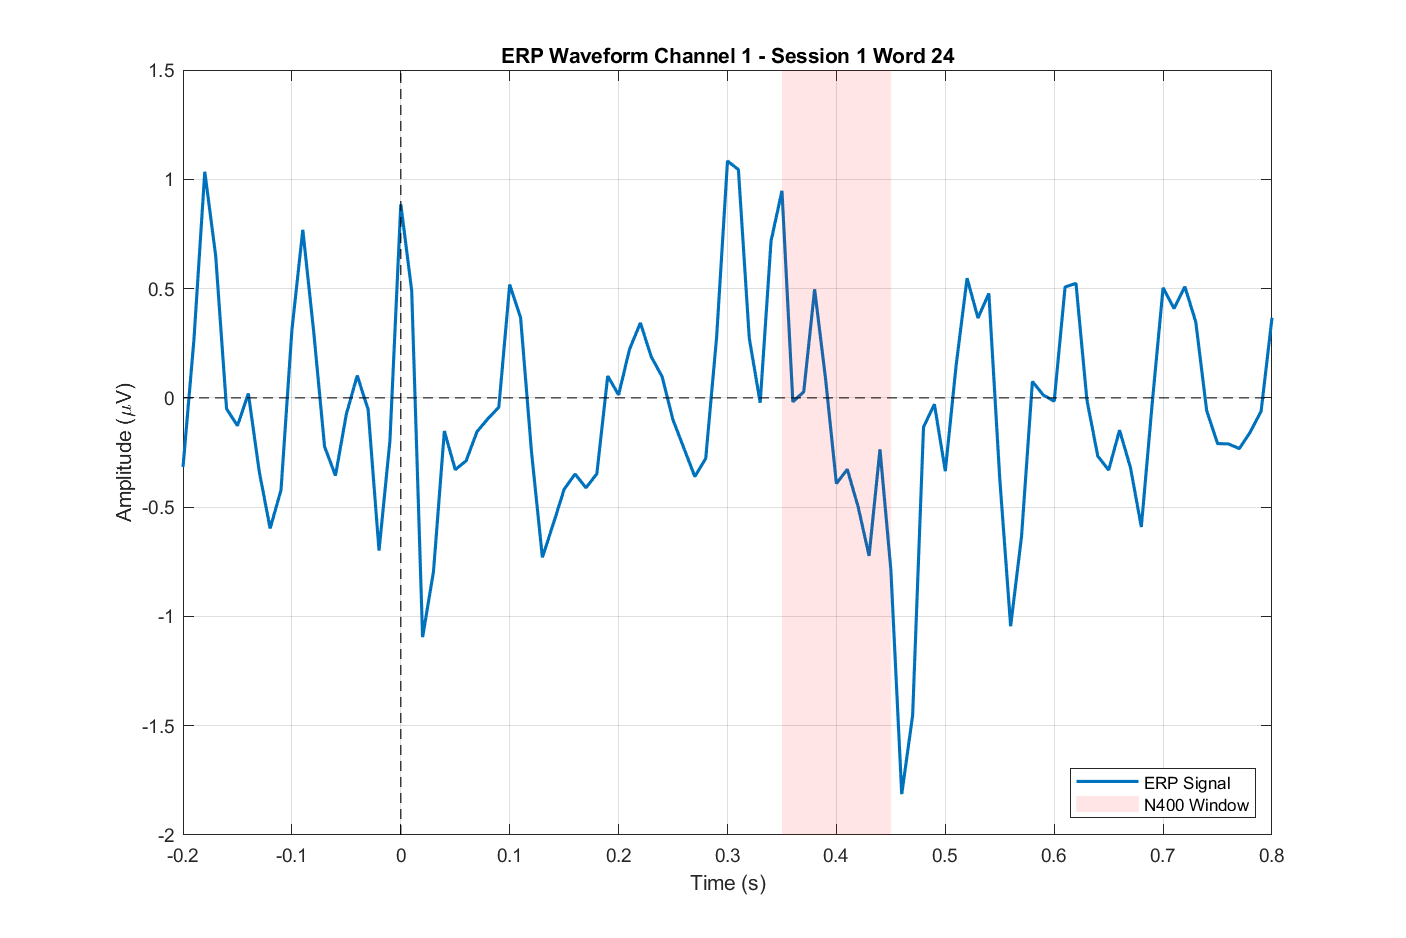 ERP Waveform Channel 1 - Session 1 Word 24
1.5
1
0.5
0
-0.5
-1
-1.5
-2
Amplitude (μV)
-0.2 -0.1 0 0.1 0.2 0.3 0.4 0.5 0.6 0.7 0.8
Time (s)
ERP Signal
N400 Window